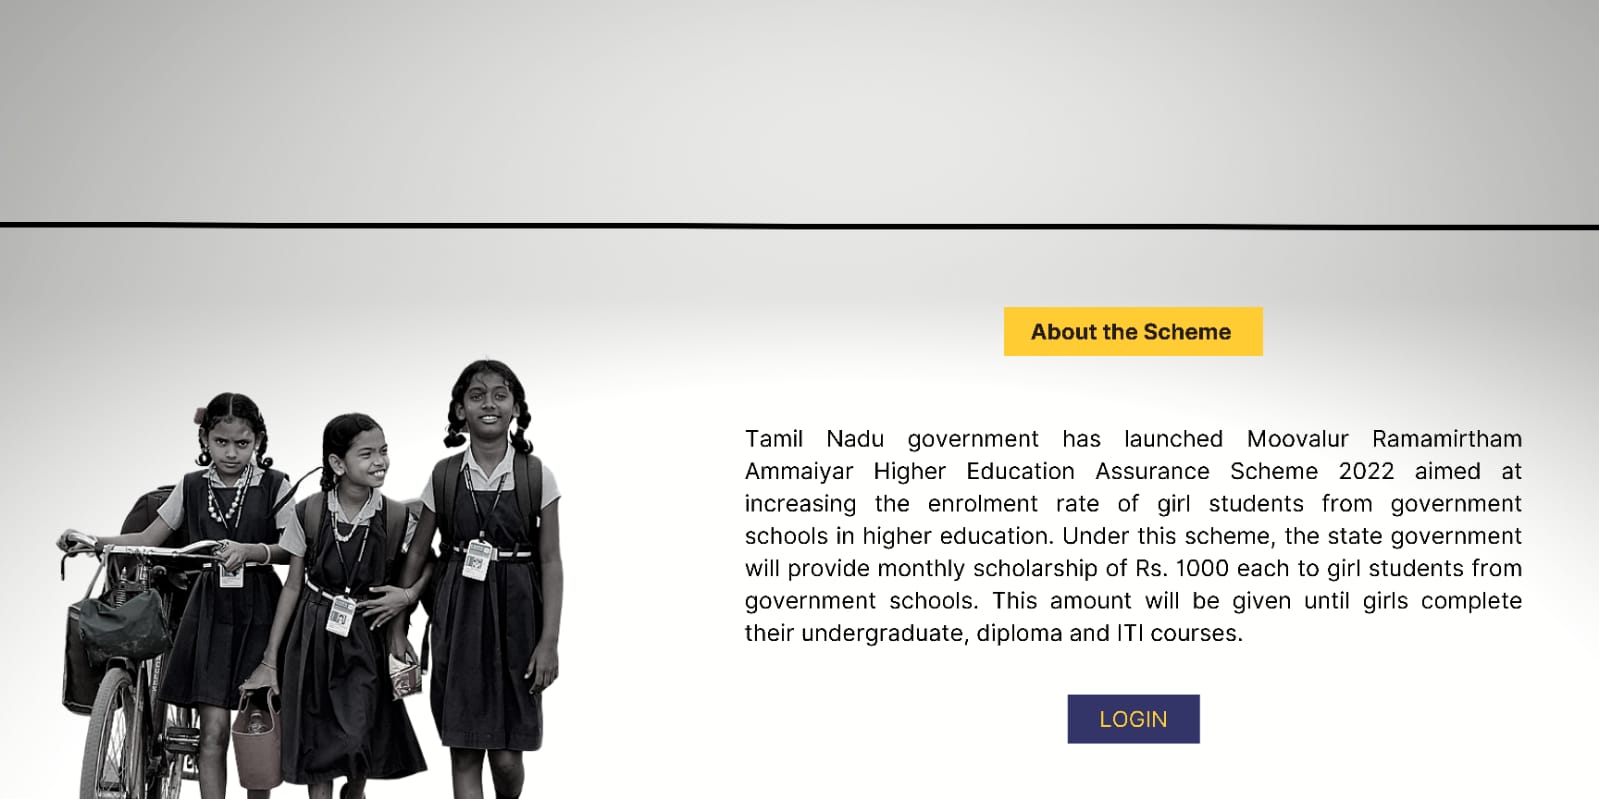 About the Scheme
Tamil Nadu government has launched Moovalur Ramamirtham
Ammaiyar Higher Education Assurance Scheme 2022 aimed at
increasing the enrolment rate of girl students from government
schools in higher education. Under this scheme, the state government
will provide monthly scholarship of Rs. 1000 each to girl students from
government schools. This amount will be given until girls complete
their undergraduate, diploma and ITI courses.
LOGIN